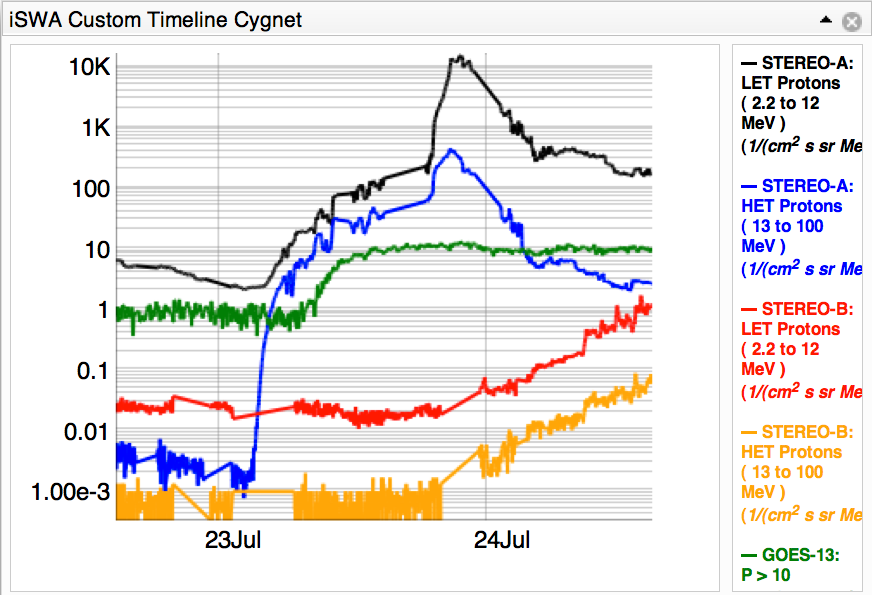 iSWA Custom Timeline Cygnet
10K
1K
100
10
1
0.1
0.01
1.00e-3
23Jul
24Jul
— STEREO-A:
LET Protons
( 2.2 to 12
MeV )
(1/(cm2 s sr Me
— STEREO-A:
HET Protons
( 13 to 100
MeV )
(1/(cm2 s sr Me
— STEREO-B:
LET Protons
( 2.2 to 12
MeV )
(1/(cm2 s sr Me
— STEREO-B:
HET Protons
( 13 to 100
MeV )
(1/(cm2 s sr Me
— GOES-13:
P > 10